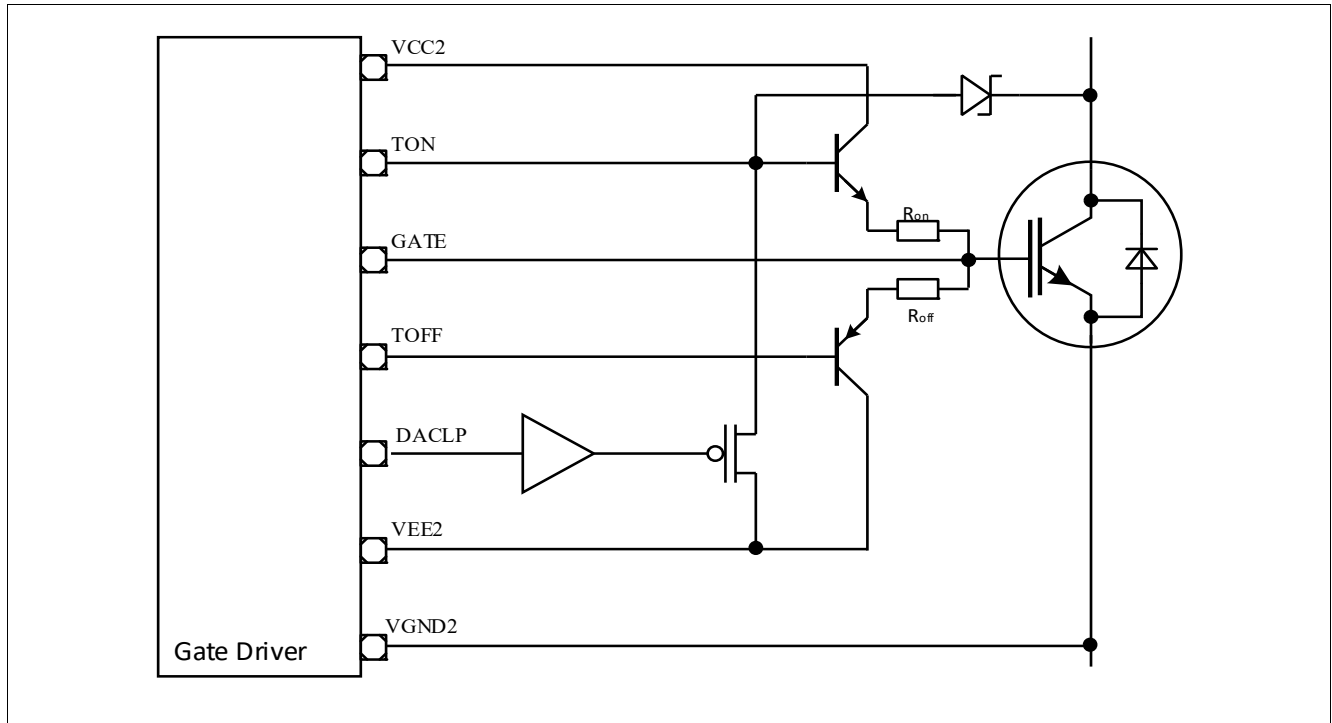 VCC2
TON
Ron
GATE
Roff
TOFF
DACLP
VEE2
VGND2
Gate Driver